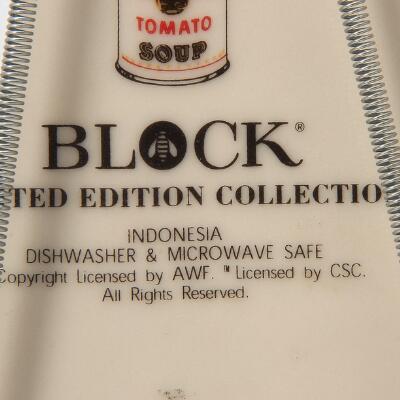 TOMATO
SOUP
BLOCK®
TED EDITION COLLECTIO
INDONESIA
DISHWASHER & MICROWAVE SAFE
Copyright Licensed by AWF. ™ Licensed by CSC.
All Rights Reserved.